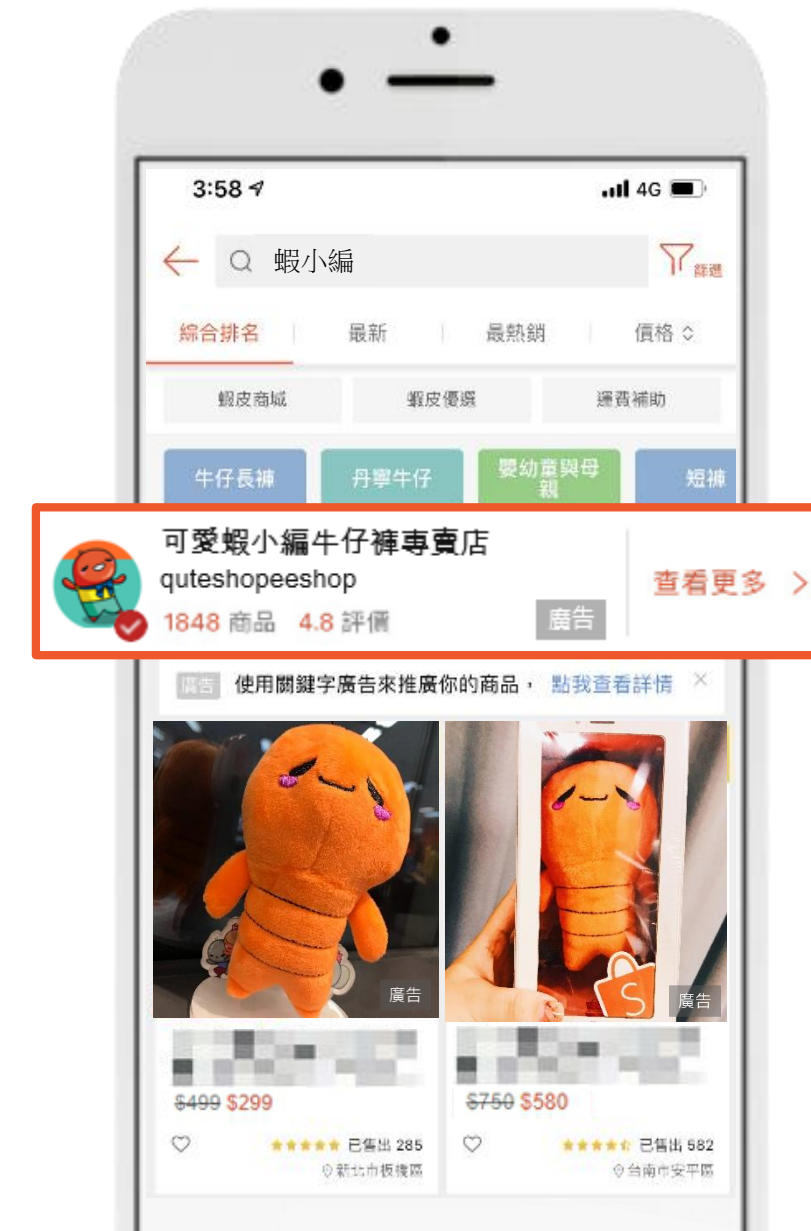 3:58 4G
蝦小編 篩選
綜合排名 最新 最熱銷 價格
蝦皮商城 蝦皮優選 運費補助
牛仔長褲 丹寧牛仔 嬰幼童與母親 短褲
可愛蝦小編牛仔褲專賣店
quteshopeeshop 查看更多 >
1848 商品 4.8 評價 廣告
廣告 使用關鍵字廣告來推廣你的商品， 點我查看詳情 ×
S
廣告 廣告
$499 $299 $750 $580
已售出 285 已售出 582
新北市板橋區 台南市安平區